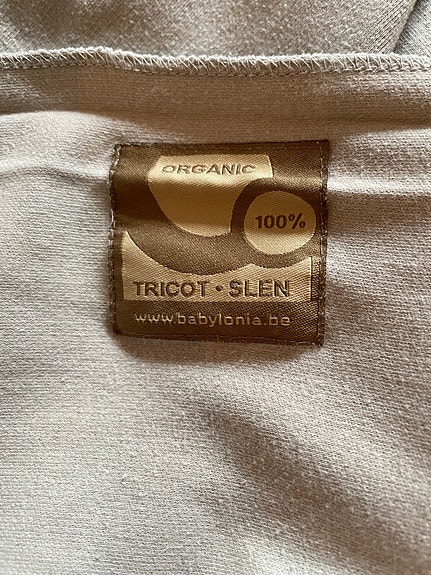 ORGANIC
100%
TRICOT • SLEN
www.babylonia.be